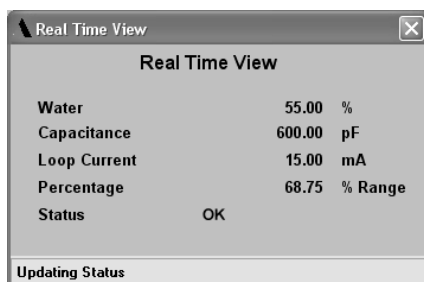 Real Time View
Real Time View
Water 55.00 %
Capacitance 600.00 pF
Loop Current 15.00 mA
Percentage 68.75 % Range
Status OK
Updating Status